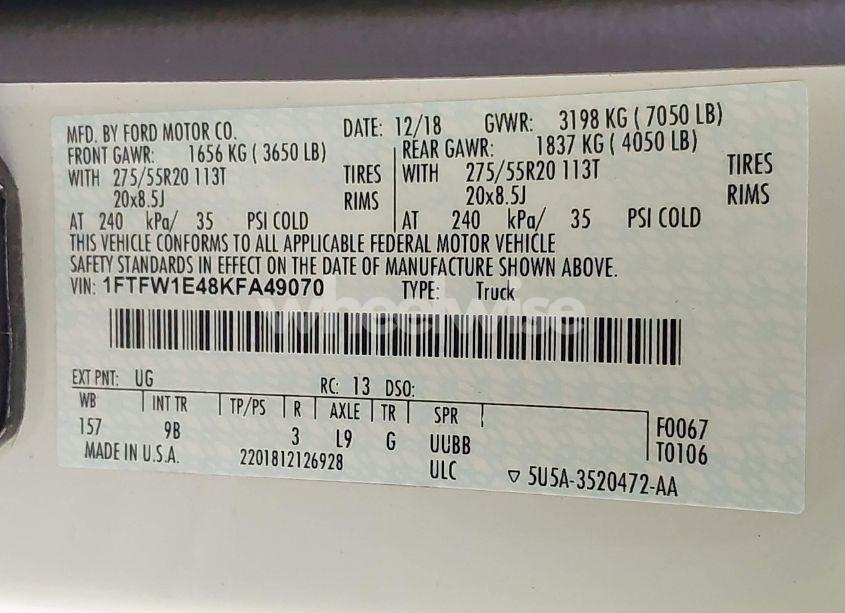 MFD. BY FORD MOTOR CO. DATE: 12/18 GVWR: 3198 KG ( 7050 LB)
FRONT GAWR: 1656 KG ( 3650 LB) REAR GAWR: 1837 KG ( 4050 LB)
WITH 275/55R20 113T TIRES WITH 275/55R20 113T TIRES
20x8.5J RIMS 20x8.5J RIMS
AT 240 kPa/ 35 PSI COLD AT 240 kPa/ 35 PSI COLD
THIS VEHICLE CONFORMS TO ALL APPLICABLE FEDERAL MOTOR VEHICLE
SAFETY STANDARDS IN EFFECT ON THE DATE OF MANUFACTURE SHOWN ABOVE.
VIN: 1FTFW1E48KFA49070 TYPE: Truck
wheelwise
EXT PNT: UG RC: 13 DSO:
WB INT TR TP/PS R AXLE TR SPR
157 9B 3 L9 G UUBB F0067
MADE IN U.S.A. 2201812126928 ULC T0106
5U5A-3520472-AA